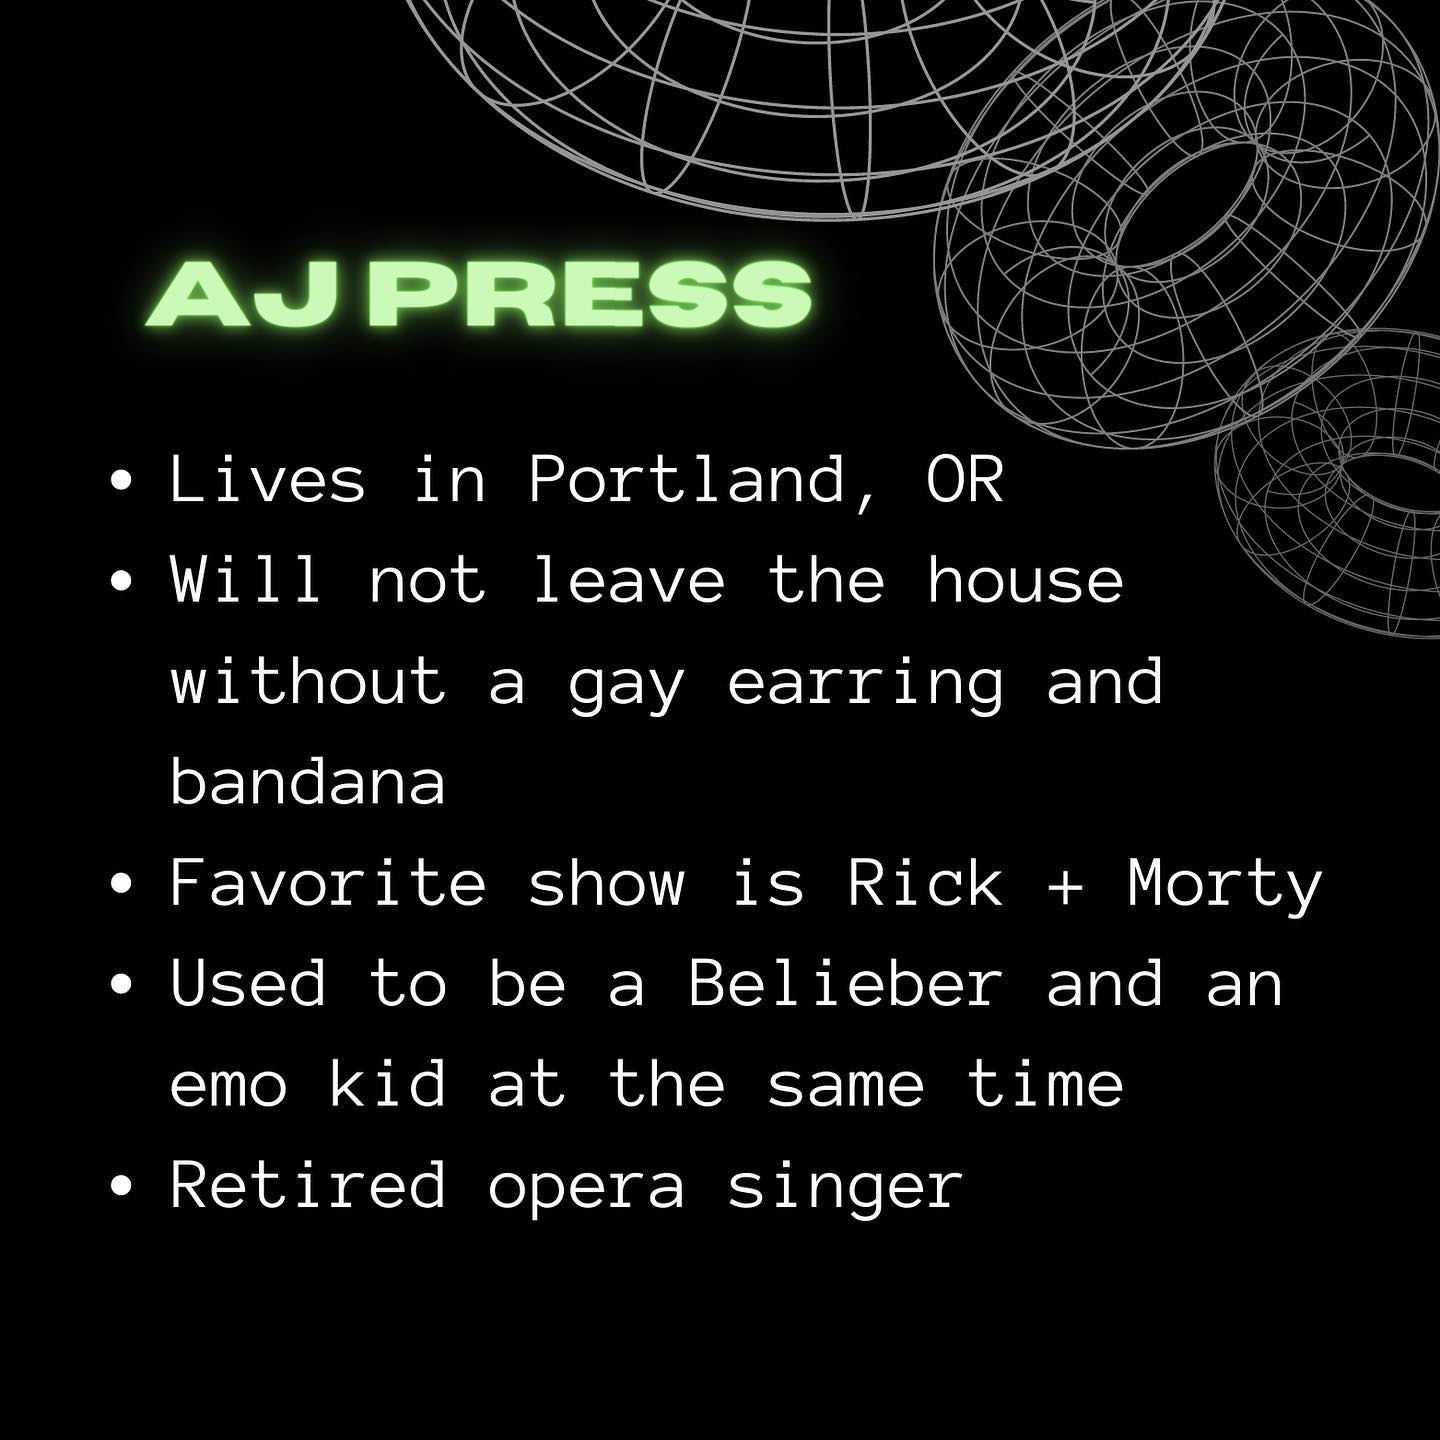 AJ PRESS
• Lives in Portland, OR
• Will not leave the house
without a gay earring and
bandana
• Favorite show is Rick + Morty
• Used to be a Belieber and an
emo kid at the same time
• Retired opera singer